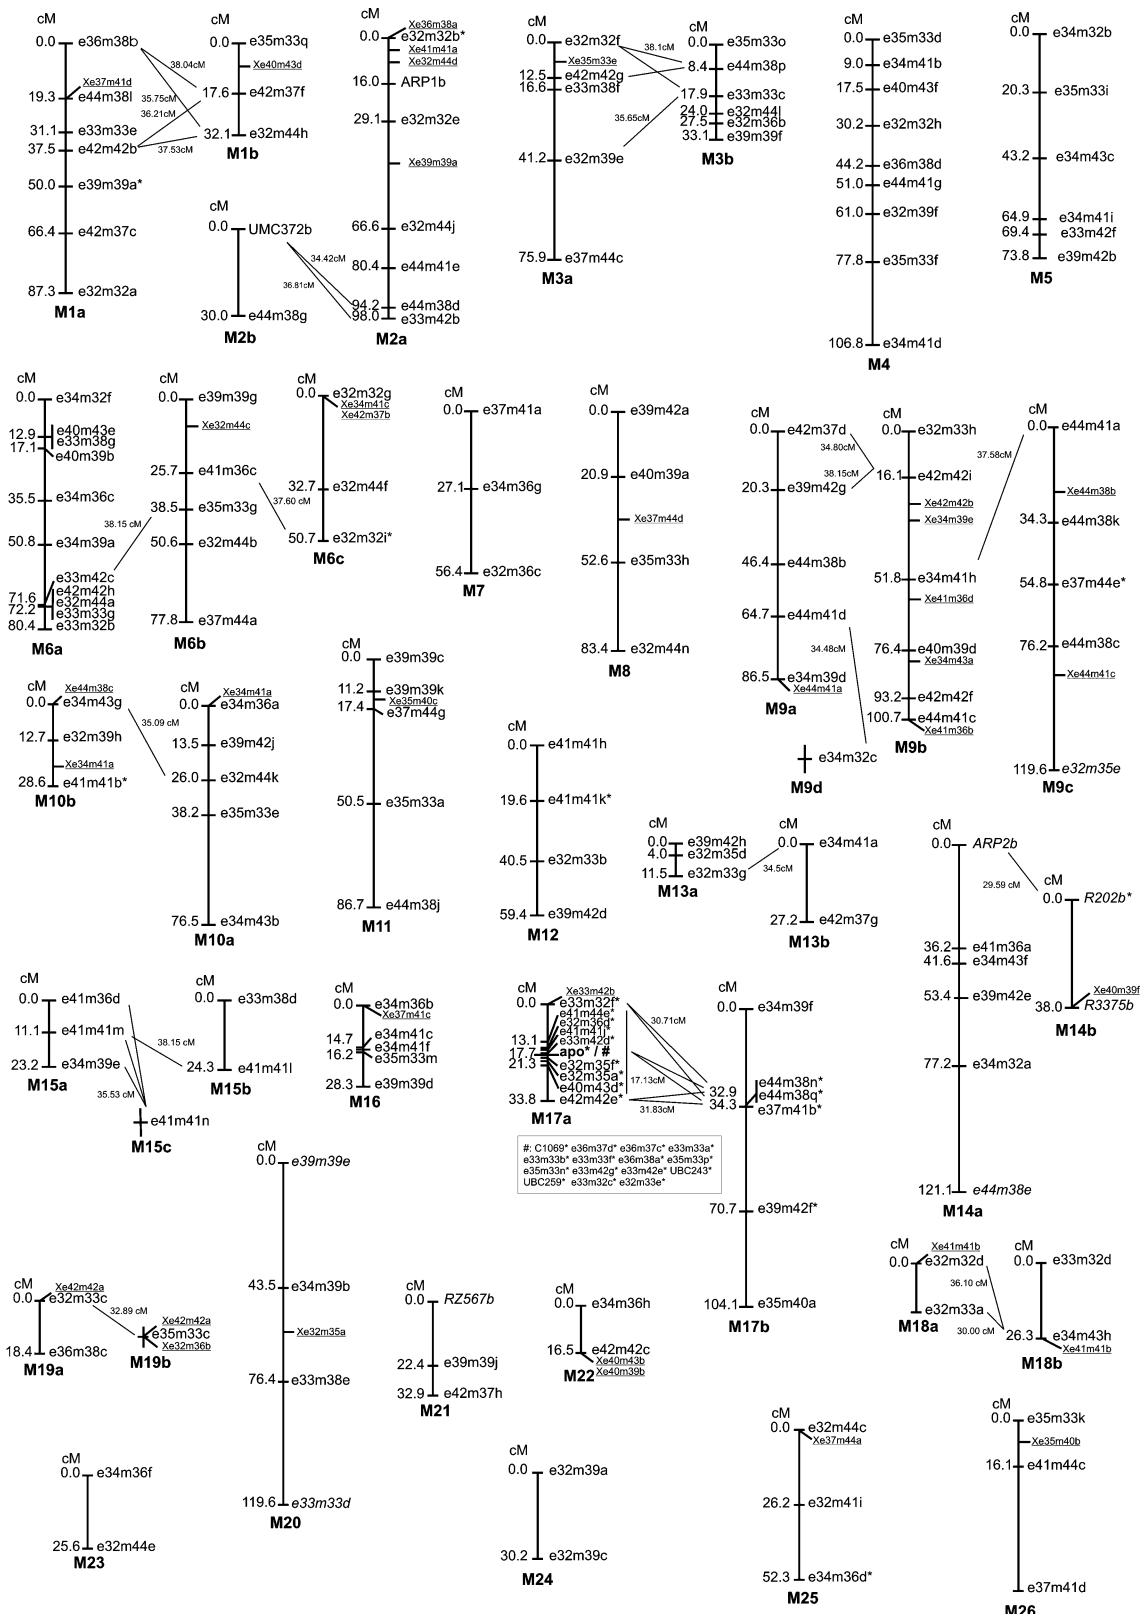 cM
0.0 e36m38b
Xe37m41d
19.3 e44m38l
31.1 e33m33e
37.5 e42m42b
50.0 e39m39a*
66.4 e42m37c
87.3 e32m32a
M1a
38.04cM
35.75cM
36.21cM
37.53cM
cM
0.0 e35m33q
Xe40m43d
17.6 e42m37f
32.1 e32m44h
M1b
cM
0.0 UMC372b
30.0 e44m38g
M2b
34.42cM
36.81cM
cM
Xe36m38a
0.0 e32m32b*
Xe41m41a
Xe32m44d
16.0 ARP1b
29.1 e32m32e
Xe39m39a
66.6 e32m44j
80.4 e44m41e
94.2 e44m38d
98.0 e33m42b
M2a
cM
0.0 e32m32f
Xe35m33e
12.5 e42m42g
16.6 e33m38f
41.2 e32m39e
75.9 e37m44c
M3a
38.1cM
35.65cM
cM
0.0 e35m33o
8.4 e44m38p
17.9 e33m33c
24.0 e32m44l
27.5 e32m36b
33.1 e39m39f
M3b
cM
0.0 e35m33d
9.0 e34m41b
17.5 e40m43f
30.2 e32m32h
44.2 e36m38d
51.0 e44m41g
61.0 e32m39f
77.8 e35m33f
106.8 e34m41d
M4
cM
0.0 e34m32b
20.3 e35m33i
43.2 e34m43c
64.9 e34m41i
69.4 e33m42f
73.8 e39m42b
M5
cM
0.0 e34m32f
12.9 e40m43e
e33m38g
17.1 e40m39b
35.5 e34m36c
50.8 e34m39a
e33m42c
e42m42h
71.6 e32m44a
72.2 e33m33g
80.4 e33m32b
M6a
38.15 cM
cM
0.0 e39m39g
Xe32m44c
25.7 e41m36c
38.5 e35m33g
50.6 e32m44b
77.8 e37m44a
M6b
37.60 cM
cM
0.0 e32m32g
Xe34m41c
Xe42m37b
32.7 e32m44f
50.7 e32m32i*
M6c
cM
0.0 e37m41a
27.1 e34m36g
56.4 e32m36c
M7
cM
0.0 e39m42a
20.9 e40m39a
Xe37m44d
52.6 e35m33h
83.4 e32m44n
M8
cM
0.0 e42m37d
20.3 e39m42g
46.4 e44m38b
64.7 e44m41d
86.5 e34m39d
Xe44m41a
M9a
34.80cM
38.15cM
34.48cM
e34m32c
M9d
cM
0.0 e32m33h
16.1 e42m42i
Xe42m42b
Xe34m39e
51.8 e34m41h
Xe41m36d
76.4 e40m39d
Xe34m43a
93.2 e42m42f
100.7 e44m41c
Xe41m36b
M9b
37.58cM
cM
0.0 e44m41a
Xe44m38b
34.3 e44m38k
54.8 e37m44e*
76.2 e44m38c
Xe44m41c
119.6 e32m35e
M9c
cM
Xe44m38c
0.0 e34m43g
12.7 e32m39h
Xe34m41a
28.6 e41m41b*
M10b
35.09 cM
cM
Xe34m41a
0.0 e34m36a
13.5 e39m42j
26.0 e32m44k
38.2 e35m33e
76.5 e34m43b
M10a
cM
0.0 e39m39c
11.2 e39m39k
Xe35m40c
17.4 e37m44g
50.5 e35m33a
86.7 e44m38j
M11
cM
0.0 e41m41h
19.6 e41m41k*
40.5 e32m33b
59.4 e39m42d
M12
cM
0.0 e39m42h
4.0 e32m35d
11.5 e32m33g
M13a
34.5cM
cM
0.0 e34m41a
27.2 e42m37g
M13b
cM
0.0 ARP2b
36.2 e41m36a
41.6 e34m43f
53.4 e39m42e
77.2 e34m32a
121.1 e44m38e
M14a
29.59 cM
cM
0.0 R202b*
Xe40m39f
38.0 R3375b
M14b
cM
0.0 e41m36d
11.1 e41m41m
23.2 e34m39e
M15a
38.15 cM
35.53 cM
e41m41n
M15c
cM
0.0 e33m38d
24.3 e41m41l
M15b
cM
0.0 e34m36b
Xe37m41c
14.7 e34m41c
e34m41f
16.2 e35m33m
28.3 e39m39d
M16
cM
Xe33m42b
0.0 e33m32f*
e41m44e*
e32m36d*
e41m41j*
13.1 e33m42d*
17.7 apo* / #
21.3 e32m35f*
e32m35a*
e40m43d*
33.8 e42m42e*
M17a
30.71cM
17.13cM
31.83cM
#: C1069* e36m37d* e36m37c* e33m33a*
e33m33b* e33m33f* e36m38a* e35m33p*
e35m33n* e33m42g* e33m42e* UBC243*
UBC259* e33m32c* e32m33e*
cM
0.0 e34m39f
e44m38n*
32.9 e44m38q*
34.3 e37m41b*
70.7 e39m42f*
104.1 e35m40a
M17b
cM
Xe41m41b
0.0 e32m32d
e32m33a
M18a
36.10 cM
30.00 cM
cM
0.0 e33m32d
26.3 e34m43h
Xe41m41b
M18b
cM
Xe42m42a
0.0 e32m33c
18.4 e36m38c
M19a
32.89 cM
Xe42m42a
e35m33c
Xe32m36b
M19b
cM
0.0 e39m39e
43.5 e34m39b
Xe32m35a
76.4 e33m38e
119.6 e33m33d
M20
cM
0.0 RZ567b
22.4 e39m39j
32.9 e42m37h
M21
cM
0.0 e34m36h
16.5 e42m42c
Xe40m43b
Xe40m39b
M22
cM
0.0 e34m36f
25.6 e32m44e
M23
cM
0.0 e32m39a
30.2 e32m39c
M24
cM
0.0 e32m44c
Xe37m44a
26.2 e32m41i
52.3 e34m36d*
M25
cM
0.0 e35m33k
Xe35m40b
16.1 e41m44c
e37m41d
M26